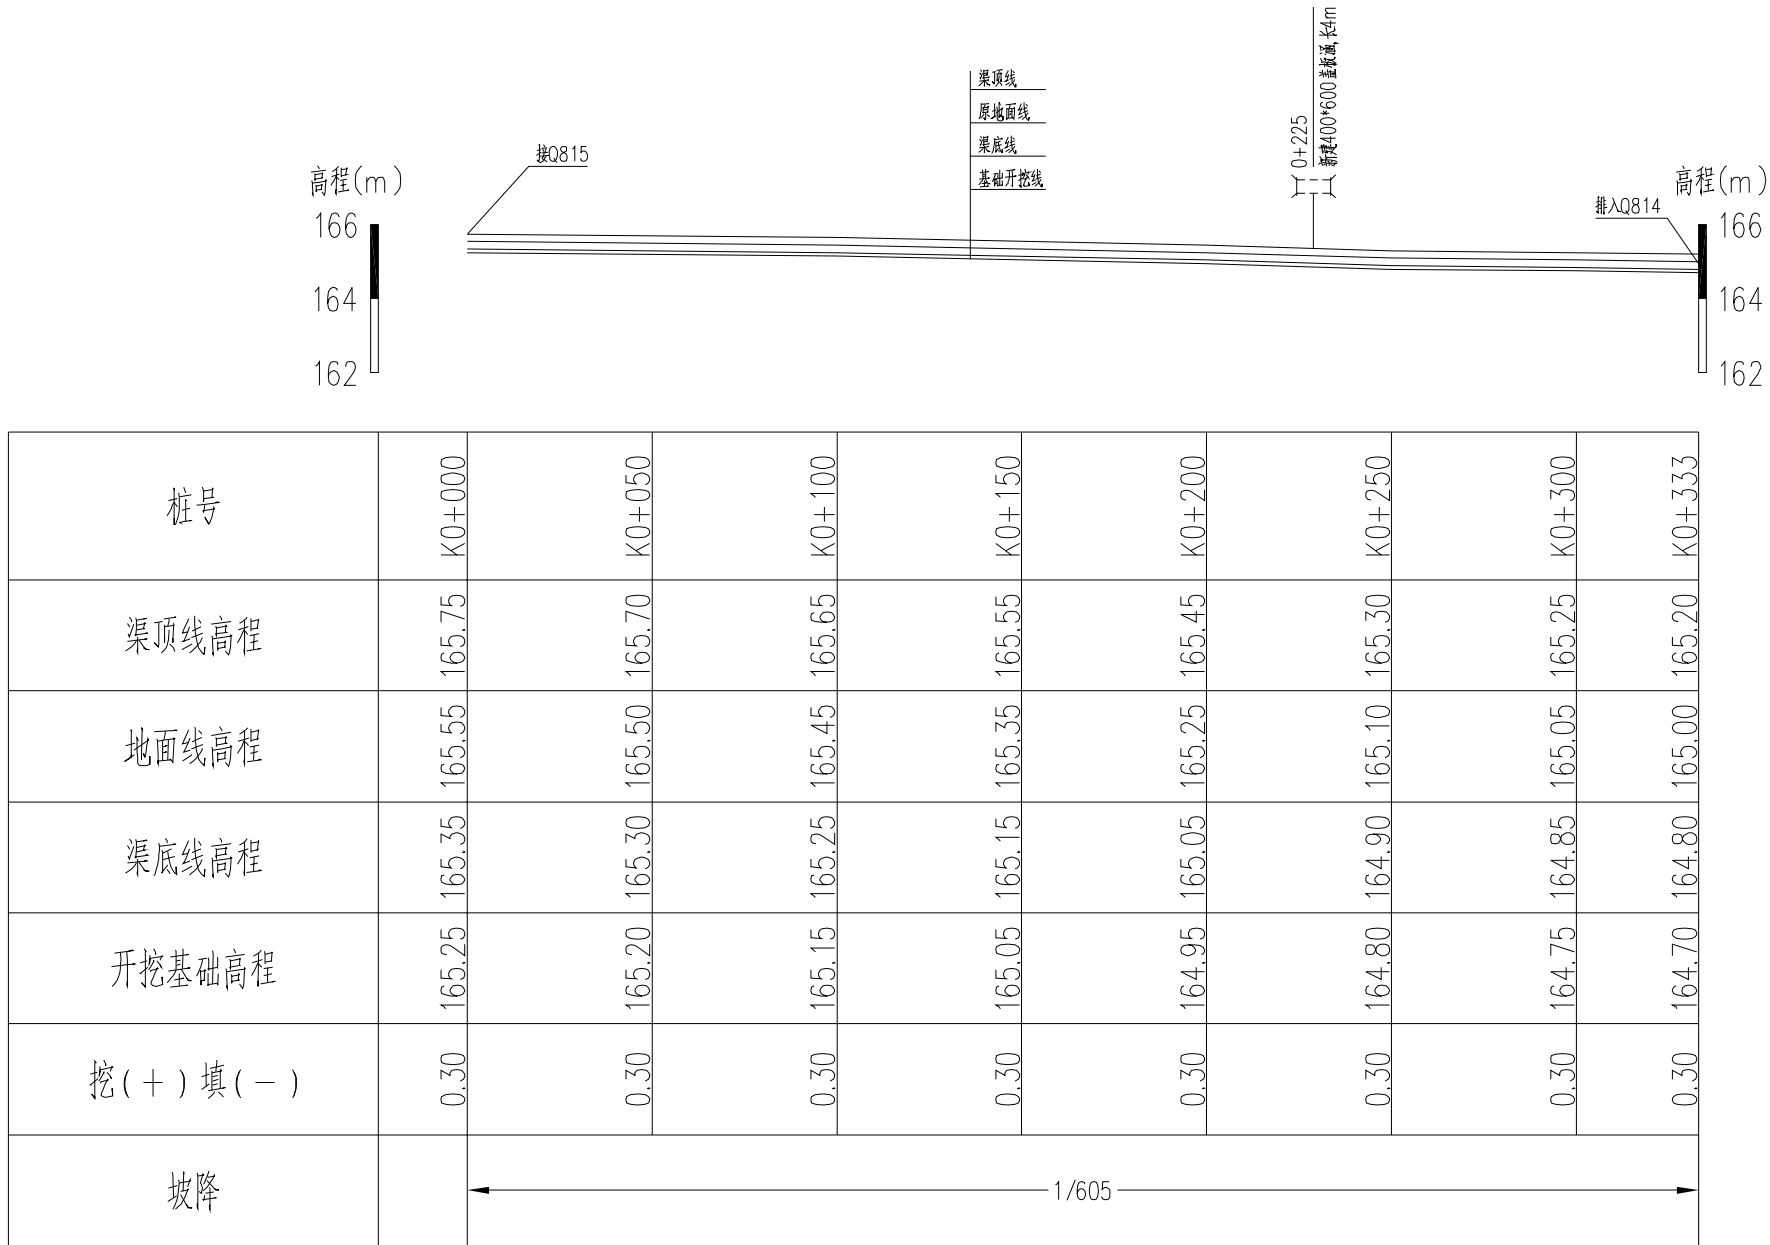 新建400*600盖板涵,长4m
0+225
渠顶线
原地面线
渠底线
基础开挖线
接Q815
排入Q814
高程(m)
166
164
162
高程(m)
166
164
162
桩号 K0+000 K0+050 K0+100 K0+150 K0+200 K0+250 K0+300 K0+333
渠顶线高程 165.75 165.70 165.65 165.55 165.45 165.30 165.25 165.20
地面线高程 165.55 165.50 165.45 165.35 165.25 165.10 165.05 165.00
渠底线高程 165.35 165.30 165.25 165.15 165.05 164.90 164.85 164.80
开挖基础高程 165.25 165.20 165.15 165.05 164.95 164.80 164.75 164.70
挖(+)填(-) 0.30 0.30 0.30 0.30 0.30 0.30 0.30 0.30
坡降 1/605